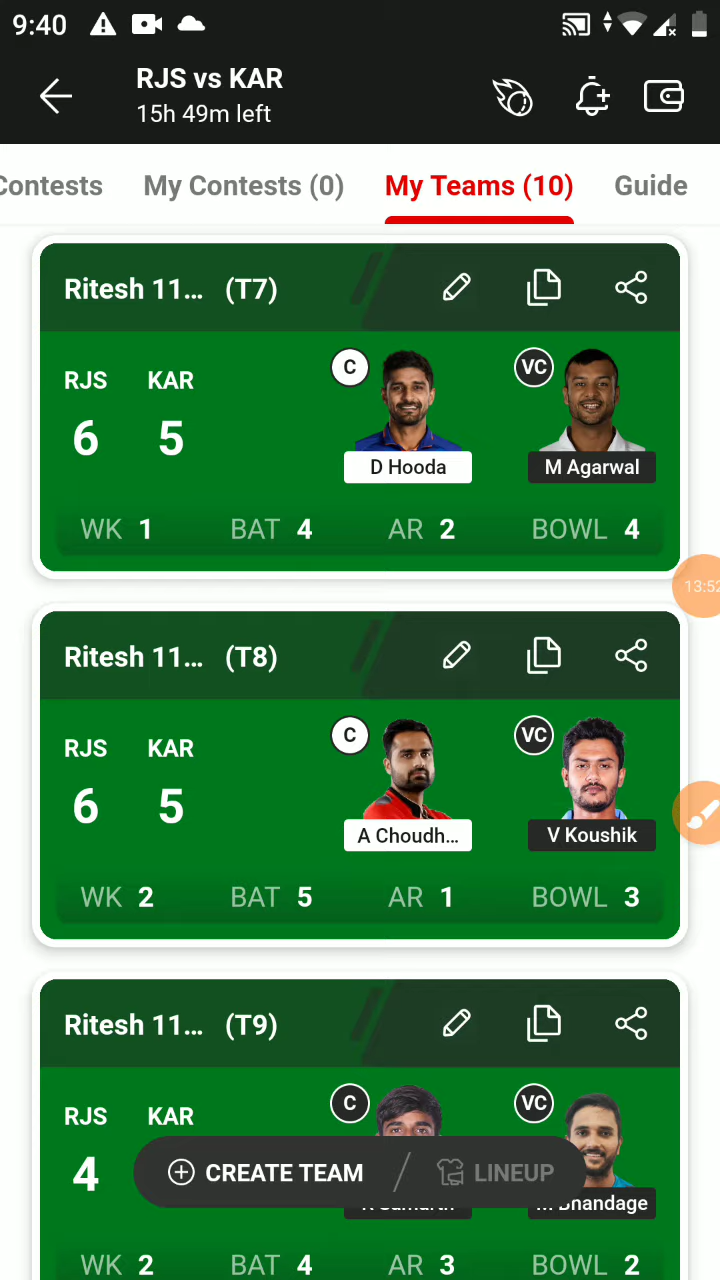 9:40
RJS vs KAR
15h 49m left
Contests My Contests (0) My Teams (10) Guide
Ritesh 11... (T7)
RJS KAR C VC
6 5
D Hooda M Agarwal
WK 1 BAT 4 AR 2 BOWL 4
13:52
Ritesh 11... (T8)
RJS KAR C VC
6 5
A Choudh... V Koushik
WK 2 BAT 5 AR 1 BOWL 3
Ritesh 11... (T9)
RJS KAR C VC
4
CREATE TEAM / LINEUP
Bhandage
WK 2 BAT 4 AR 3 BOWL 2